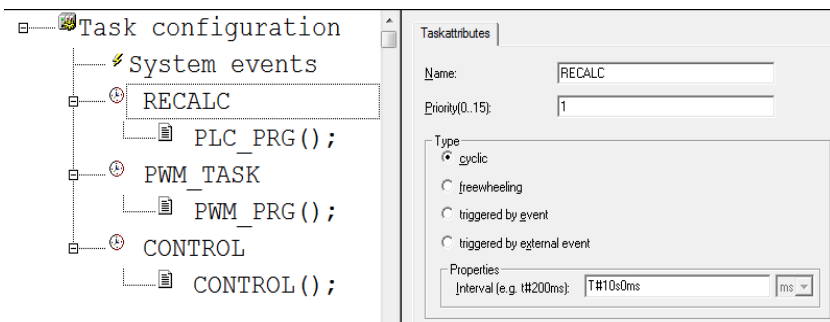 Task configuration
System events
RECALC
PLC_PRG();
PWM_TASK
PWM_PRG();
CONTROL
CONTROL();
Taskattributes
Name: RECALC
Priority(0..15): 1
Type
cyclic
freewheeling
triggered by event
triggered by external event
Properties
Interval (e.g. t#200ms): T#10s0ms ms